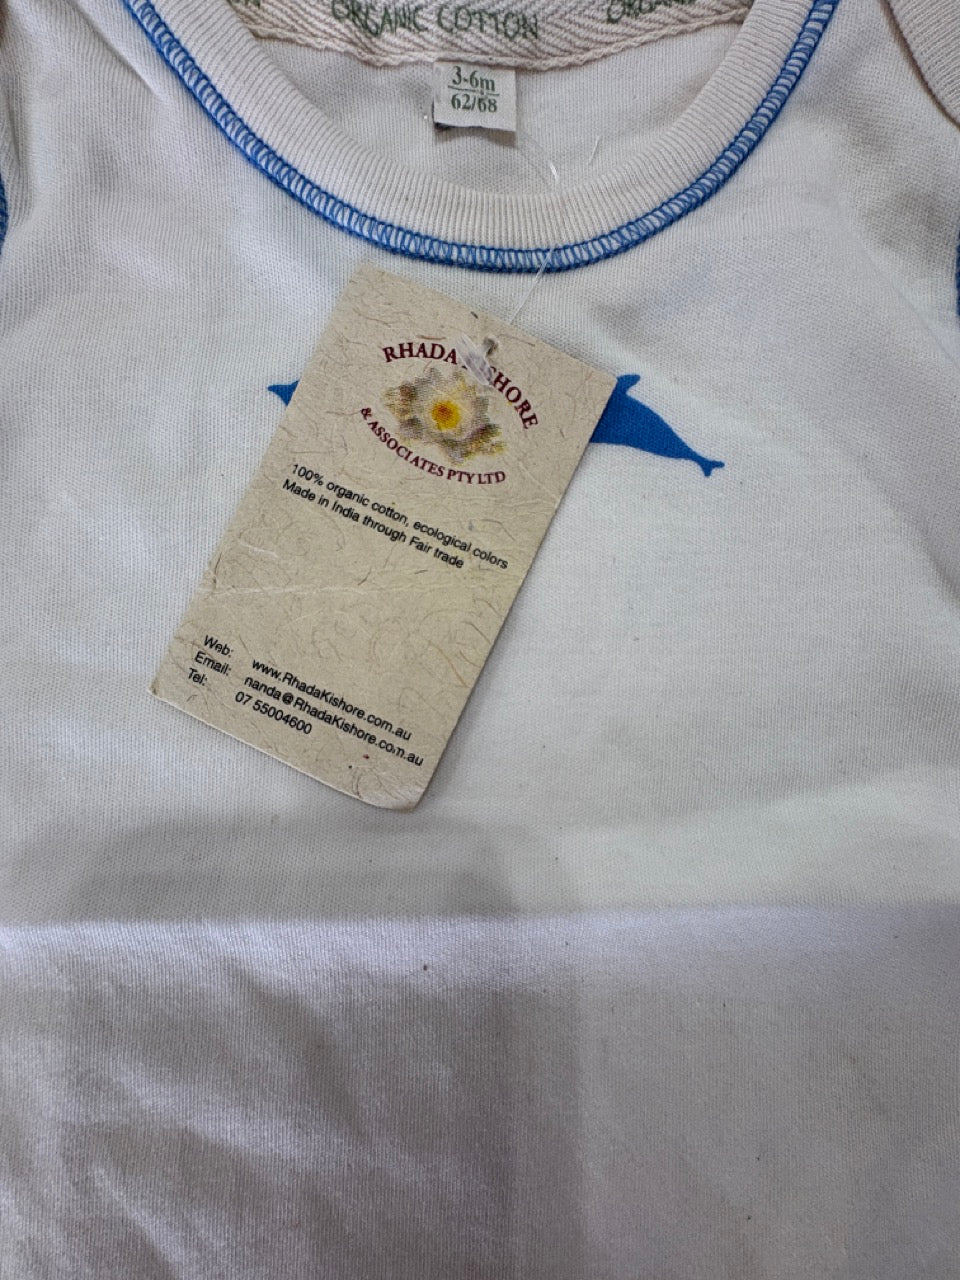 ORGANIC COTTON
3-6m
62/68
RHADA KISHORE
& ASSOCIATES PTY LTD
100% organic cotton, ecological colors
Made in India through Fair trade
Web: www.RhadaKishore.com.au
Email: nanda@RhadaKishore.com.au
Tel: 07 55004600